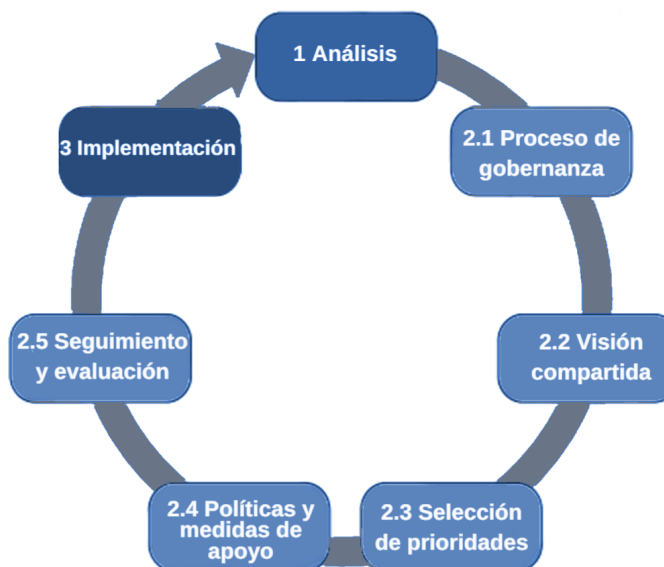 1 Análisis
2.1 Proceso de
gobernanza
2.2 Visión
compartida
2.3 Selección
de prioridades
2.4 Políticas y
medidas de
apoyo
2.5 Seguimiento
y evaluación
3 Implementación